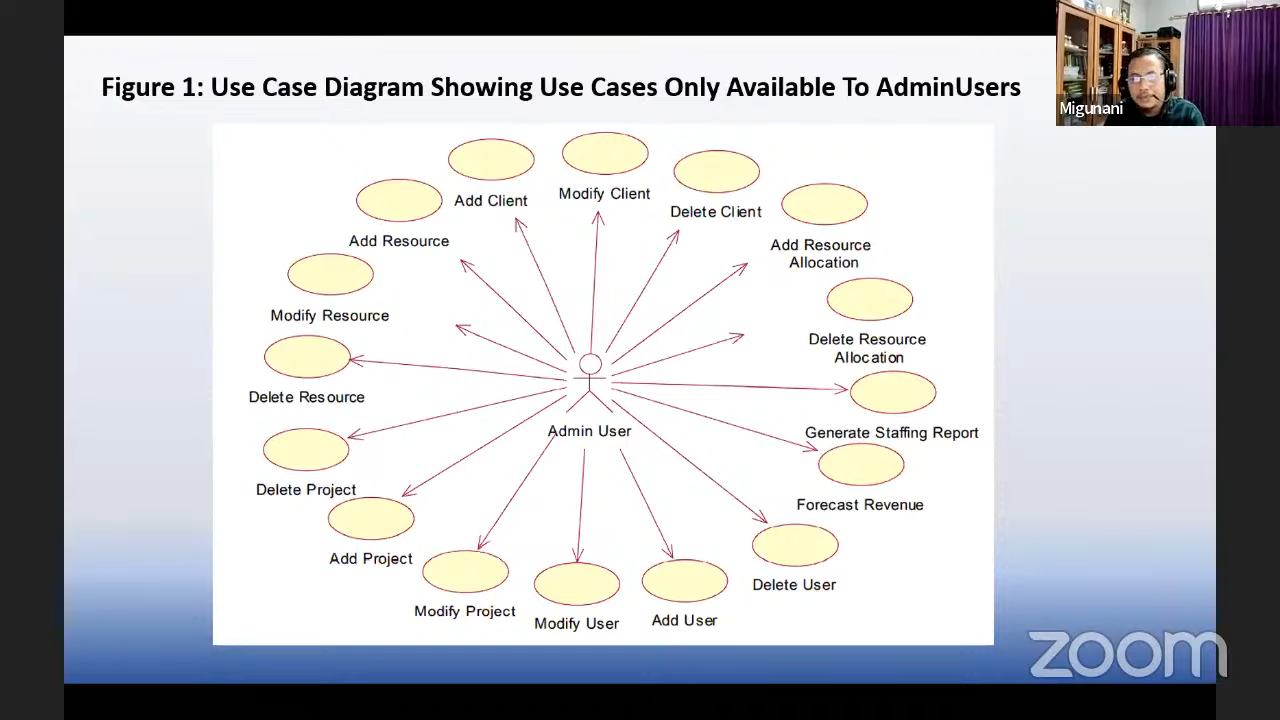 Figure 1: Use Case Diagram Showing Use Cases Only Available To AdminUsers
Migunani
Modify Client
Add Client
Delete Client
Add Resource
Add Resource
Allocation
Modify Resource
Delete Resource
Allocation
Delete Resource
Admin User
Generate Staffing Report
Delete Project
Forecast Revenue
Add Project
Delete User
Modify Project
Modify User
Add User
zoom